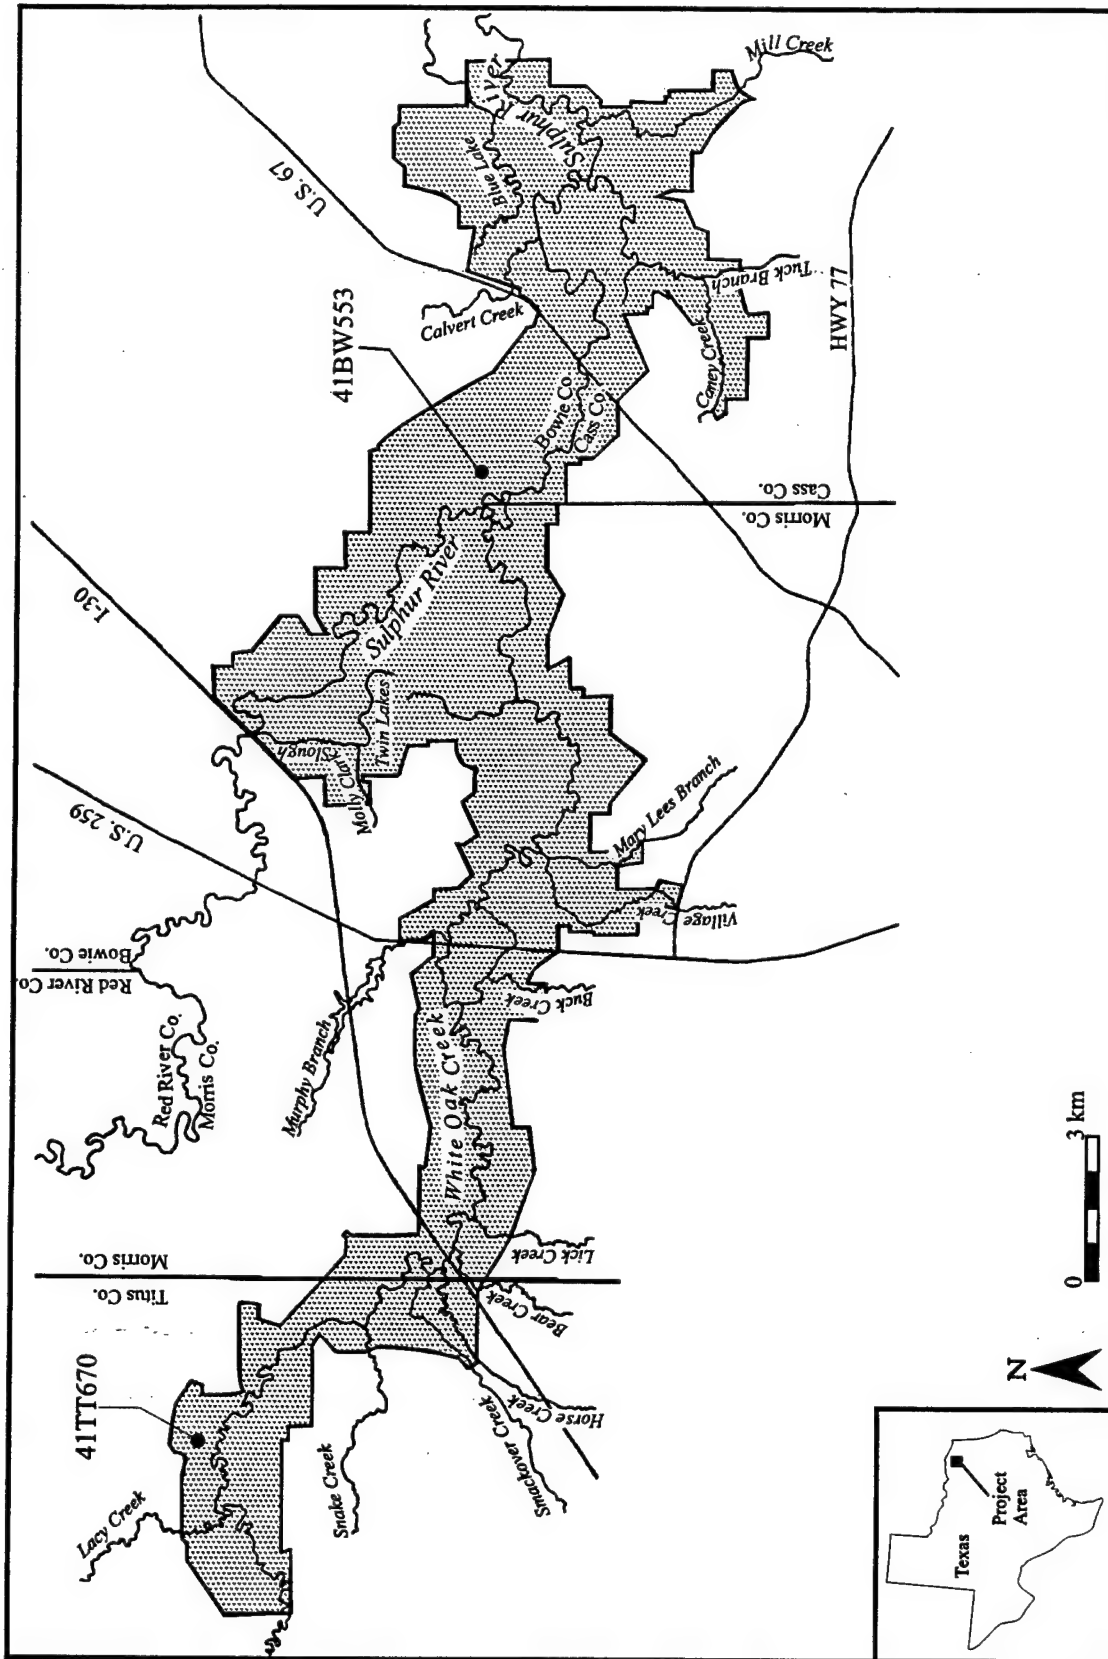 Lacy Creek
41TT670
Snake Creek
Smackover Creek
Horse Creek
Titus Co.
Morris Co.
Bear Creek
Lick Creek
White Oak Creek
Murphy Branch
Red River Co.
Morris Co.
Red River Co.
Bowie Co.
Buck Creek
U.S. 259
I-30
Village Creek
Mary Lees Branch
Molly Clark
Slough
Twin Lakes
Sulphur River
Morris Co.
Cass Co.
41BW553
Bowie Co.
Cass Co.
Calvert Creek
U.S. 67
HWY 77
Caney Creek
Tuck Branch
Blue Lake
Sulphur River
Mill Creek
Texas
Project
Area
N
0
3 km